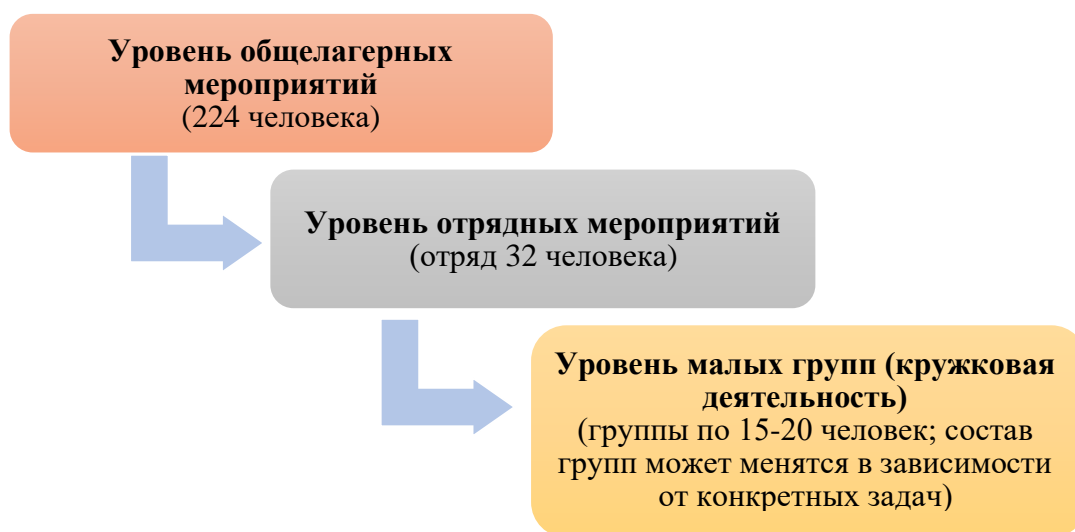 Уровень общелагерных
мероприятий
(224 человека)
Уровень отрядных мероприятий
(отряд 32 человека)
Уровень малых групп (кружковая
деятельность)
(группы по 15-20 человек; состав
групп может менятся в зависимости
от конкретных задач)